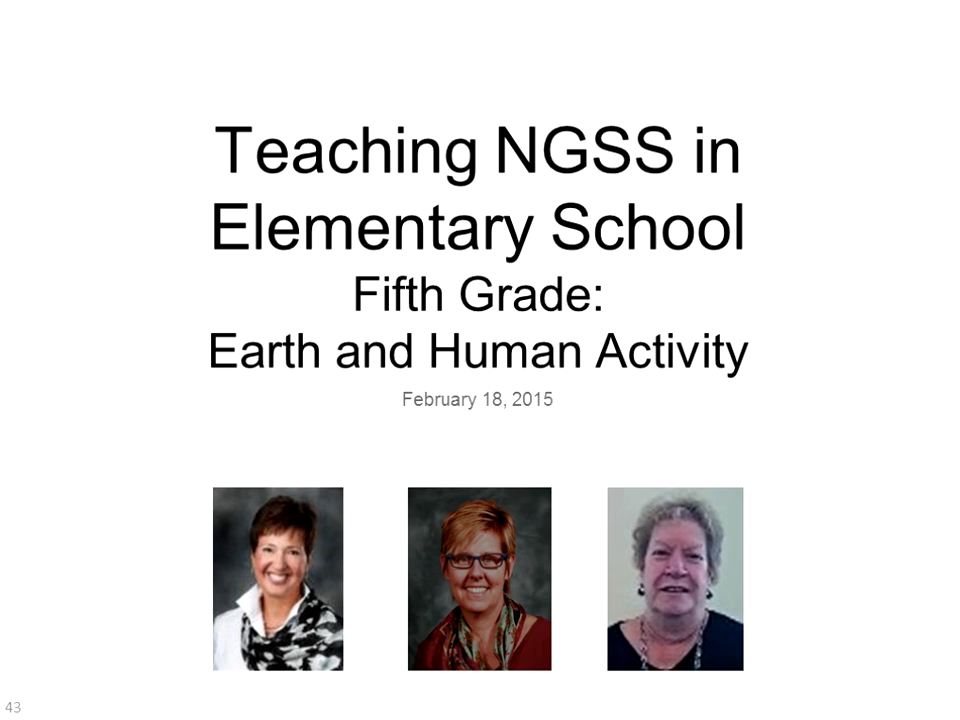 Teaching NGSS in
Elementary School
Fifth Grade:
Earth and Human Activity
February 18, 2015
43